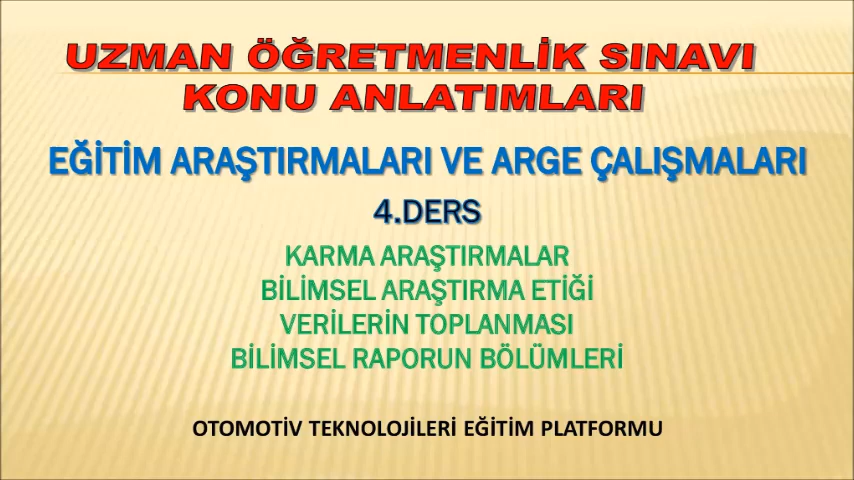 UZMAN ÖĞRETMENLİK SINAVI
KONU ANLATIMLARI
EĞİTİM ARAŞTIRMALARI VE ARGE ÇALIŞMALARI
4.DERS
KARMA ARAŞTIRMALAR
BİLİMSEL ARAŞTIRMA ETİĞİ
VERİLERİN TOPLANMASI
BİLİMSEL RAPORUN BÖLÜMLERİ
OTOMOTİV TEKNOLOJİLERİ EĞİTİM PLATFORMU